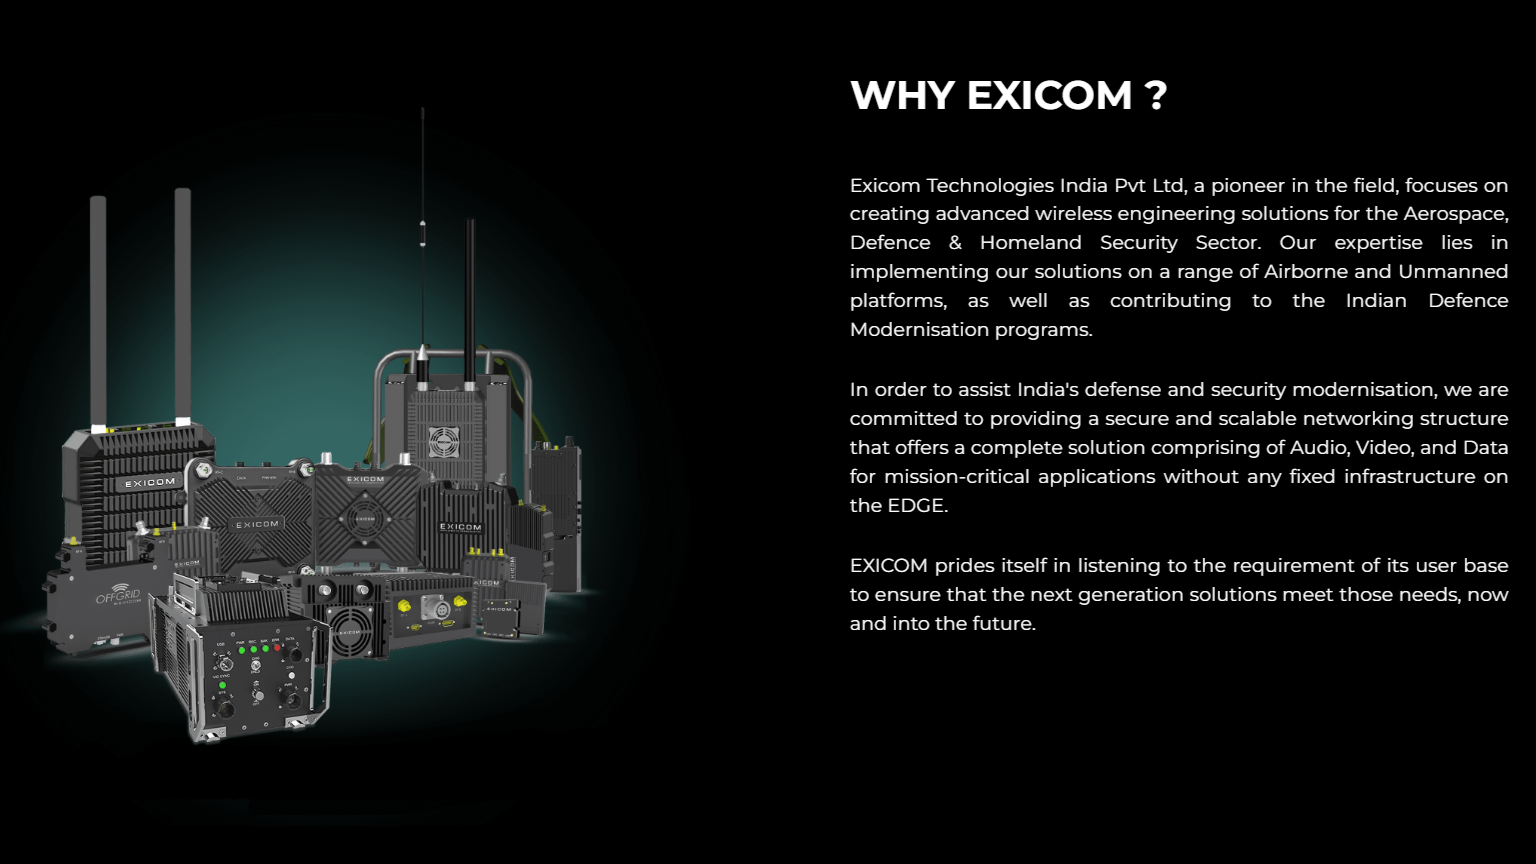 WHY EXICOM ?
Exicom Technologies India Pvt Ltd, a pioneer in the field, focuses on
creating advanced wireless engineering solutions for the Aerospace,
Defence & Homeland Security Sector. Our expertise lies in
implementing our solutions on a range of Airborne and Unmanned
platforms, as well as contributing to the Indian Defence
Modernisation programs.
In order to assist India's defense and security modernisation, we are
committed to providing a secure and scalable networking structure
that offers a complete solution comprising of Audio, Video, and Data
for mission-critical applications without any fixed infrastructure on
the EDGE.
EXICOM prides itself in listening to the requirement of its user base
to ensure that the next generation solutions meet those needs, now
and into the future.
EXICOM
EXICOM
EXICOM
EXICOM
EXICOM
EXICOM
EXICOM
EXICOM
OFFGRID